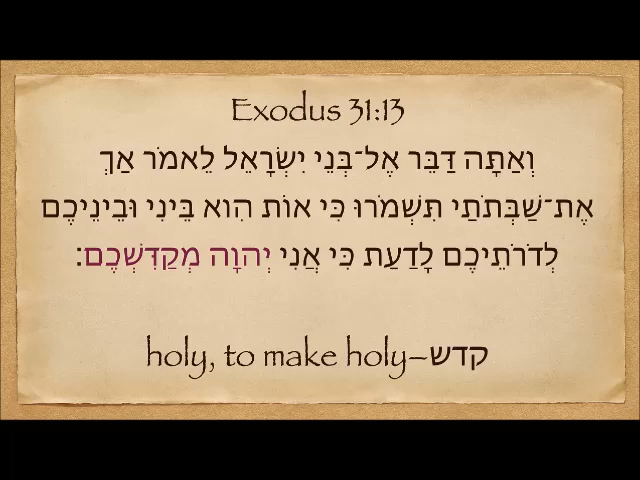 Exodus 31:13
וְאַתָּה דַּבֵּר אֶל־בְּנֵי יִשְׂרָאֵל לֵאמֹר אַךְ
אֶת־שַׁבְּתֹתַי תִּשְׁמֹרוּ כִּי אוֹת הִוא בֵּינִי וּבֵינֵיכֶם
לְדֹרֹתֵיכֶם לָדַעַת כִּי אֲנִי יְהוָה מְקַדִּשְׁכֶם׃
holy, to make holy–קדש